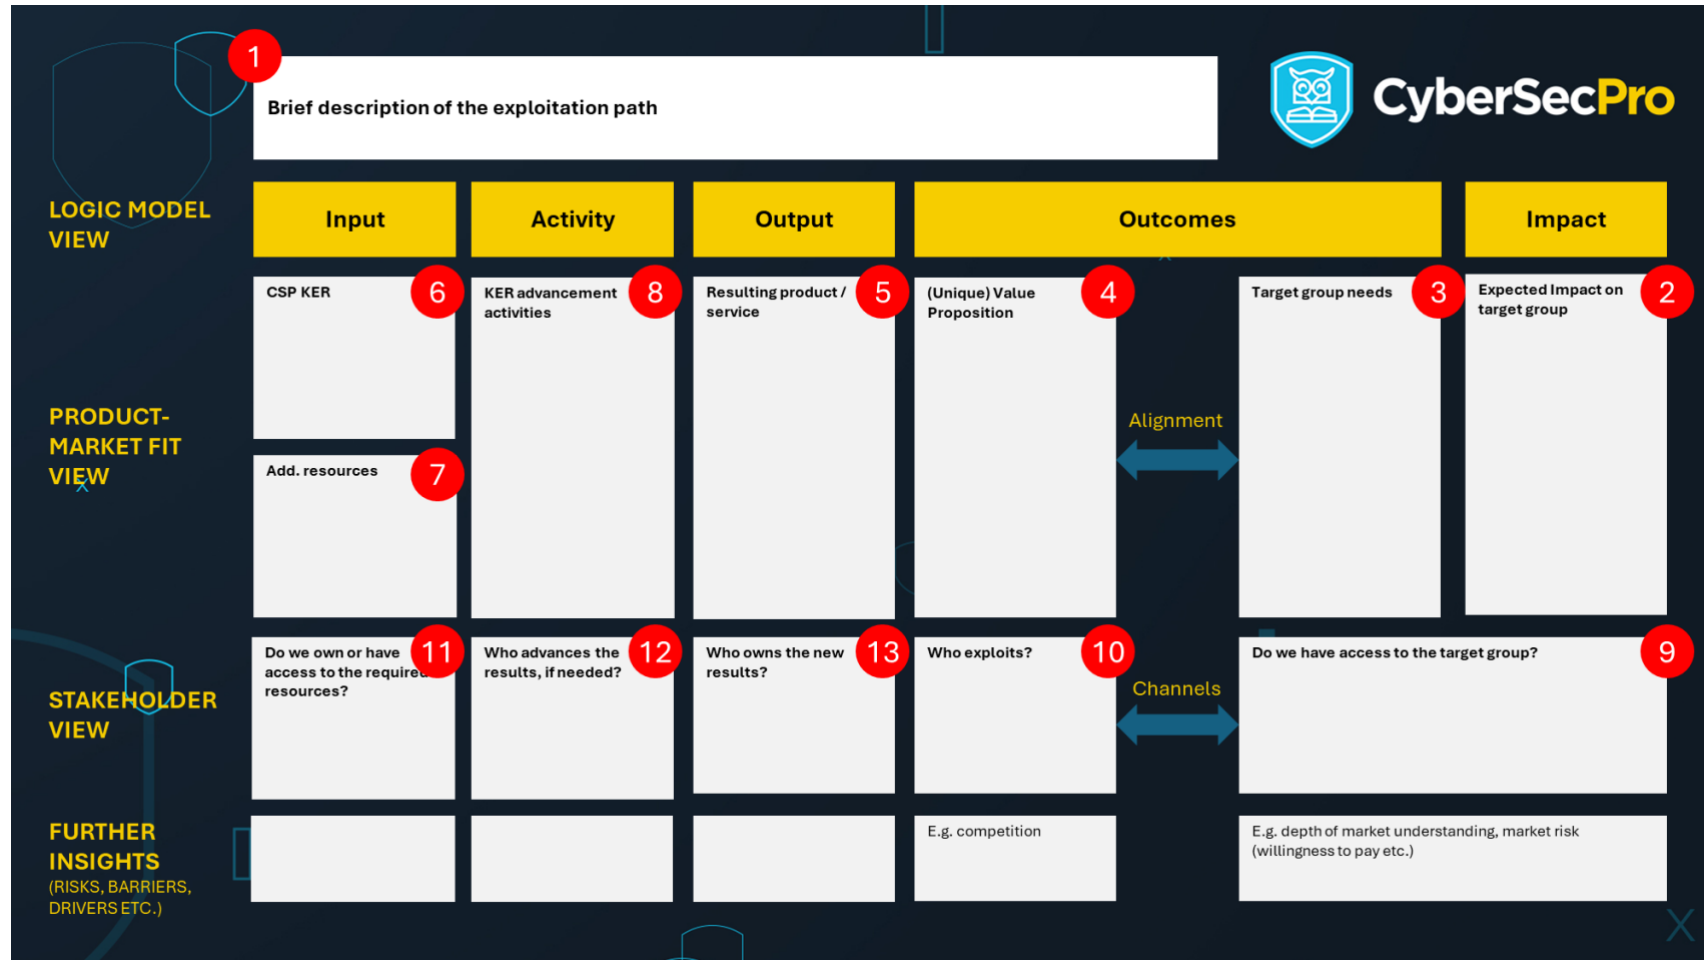 1
Brief description of the exploitation path
CyberSecPro
LOGIC MODEL
VIEW
Input
Activity
Output
Outcomes
Impact
PRODUCT-
MARKET FIT
VIEW
CSP KER
6
Add. resources
7
KER advancement
activities
8
Resulting product /
service
5
(Unique) Value
Proposition
4
Alignment
Target group needs
3
Expected Impact on
target group
2
STAKEHOLDER
VIEW
Do we own or have
access to the required
resources?
11
Who advances the
results, if needed?
12
Who owns the new
results?
13
Who exploits?
10
Channels
Do we have access to the target group?
9
FURTHER
INSIGHTS
(RISKS, BARRIERS,
DRIVERS ETC.)
E.g. competition
E.g. depth of market understanding, market risk
(willingness to pay etc.)